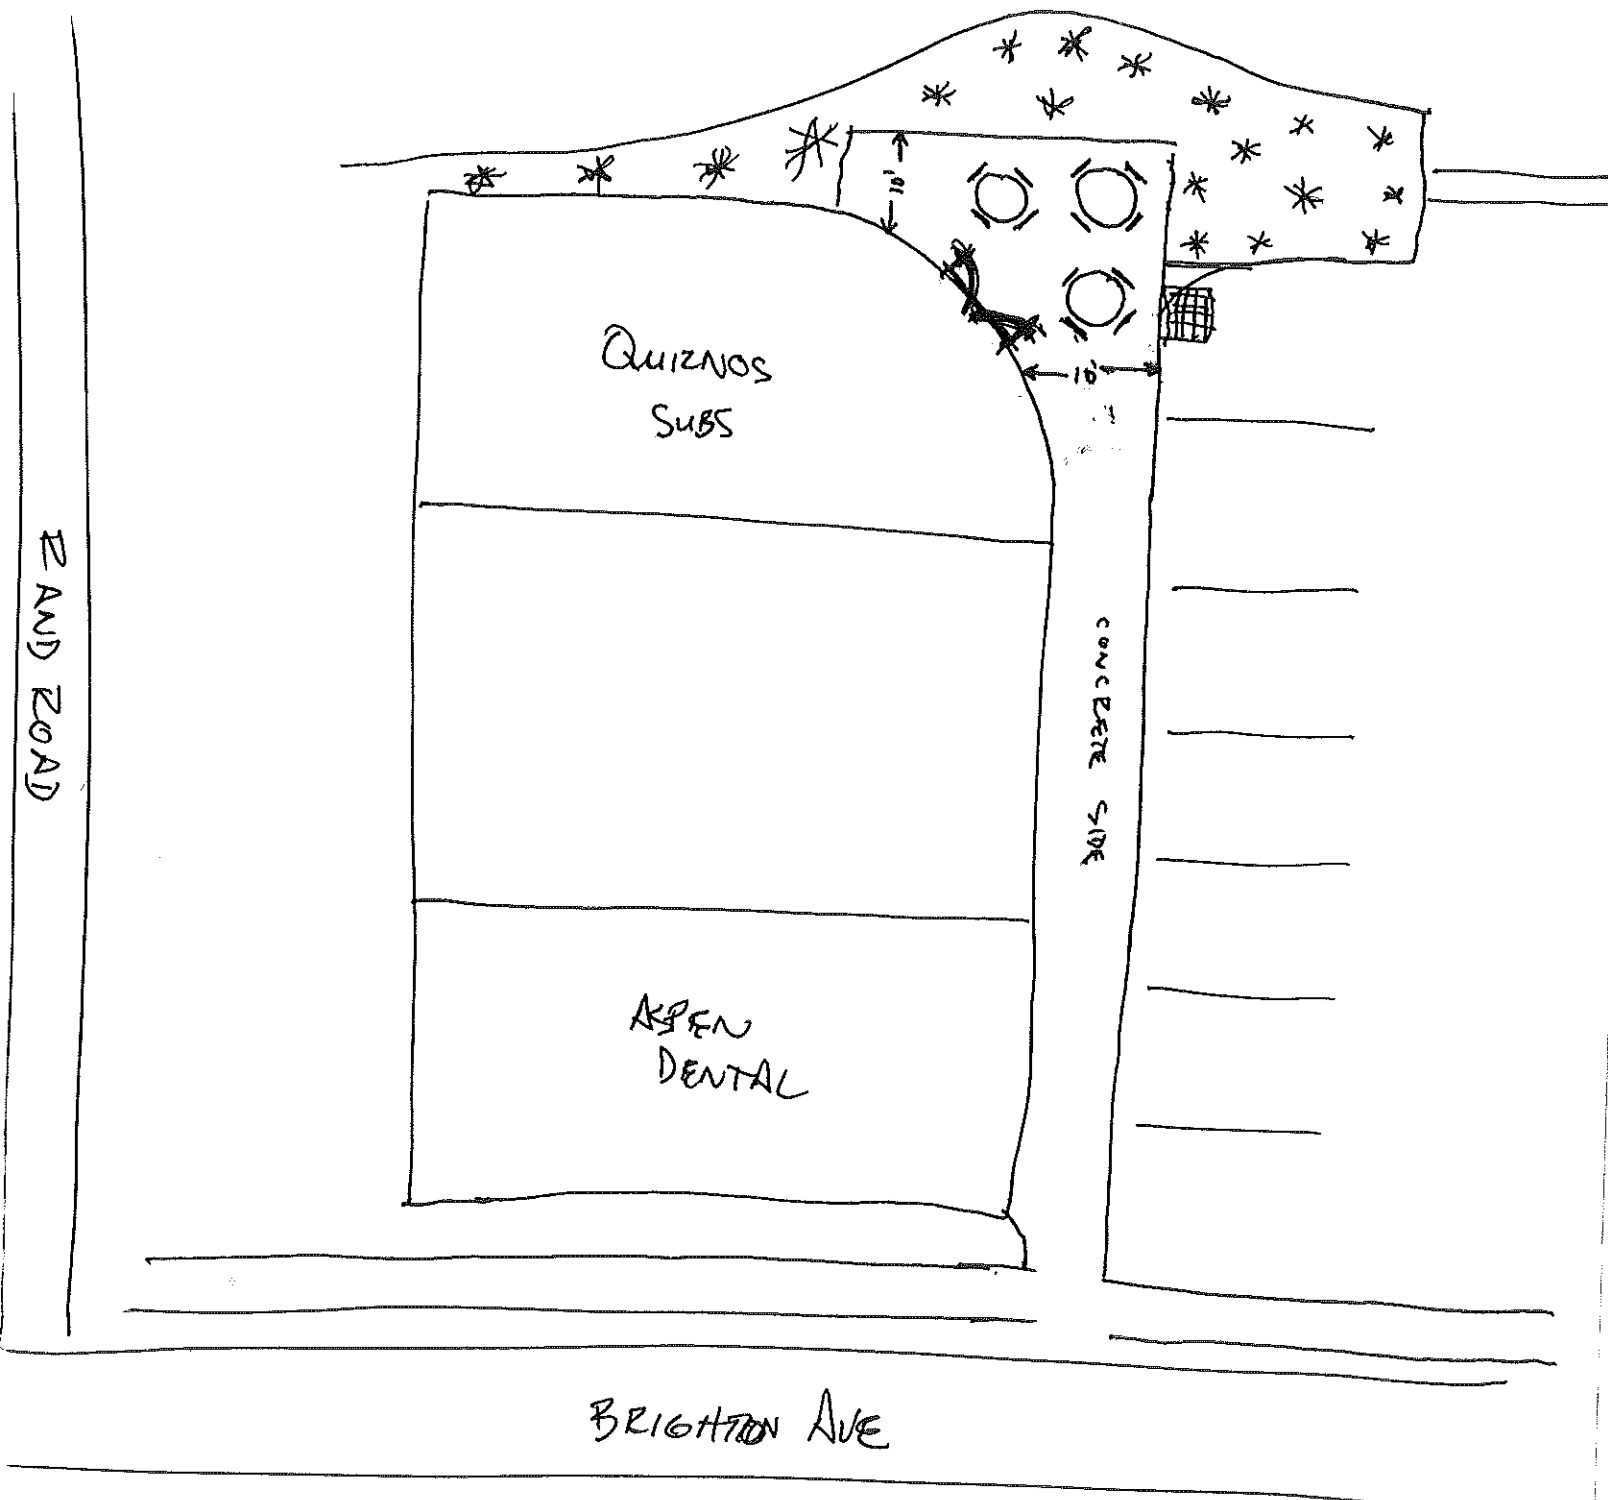 10'
QUIZNOS
SUBS
10'
RAND ROAD
CONCRETE SIDE
ASPEN
DENTAL
BRIGHTON AVE